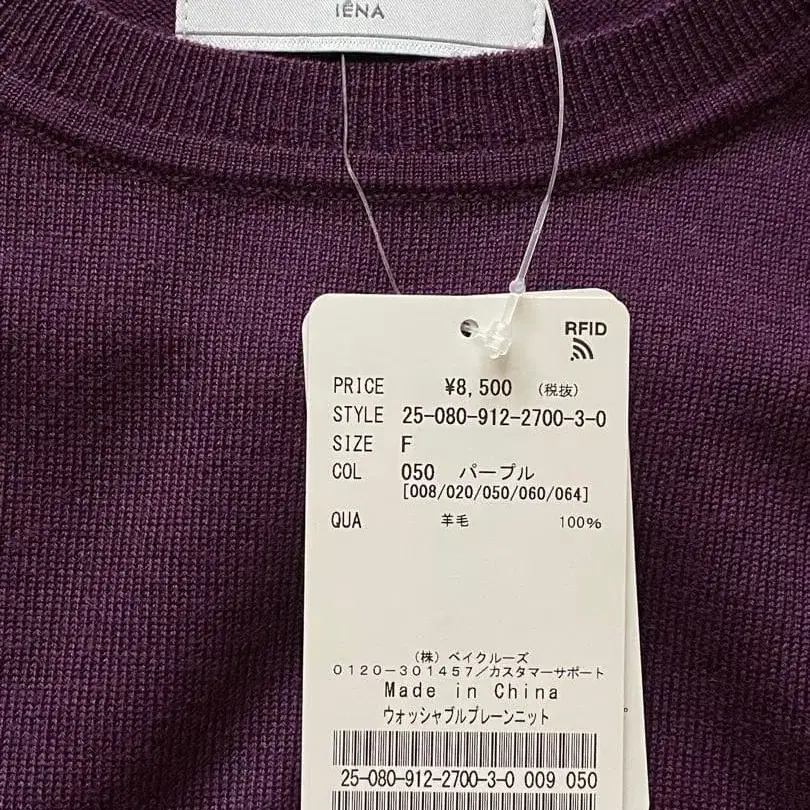 IÉNA
RFID
PRICE ¥8,500 (税抜)
STYLE 25-080-912-2700-3-0
SIZE F
COL 050 パープル
[008/020/050/060/064]
QUA 羊毛 100%
(株)ベイクルーズ
0120-301457/カスタマーサポート
Made in China
ウォッシャブルプレーンニット
25-080-912-2700-3-0 009 050